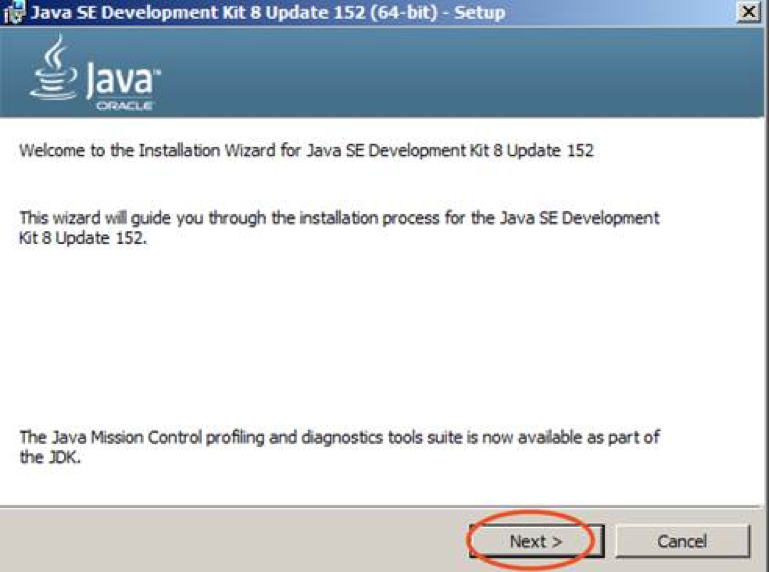 Java SE Development Kit 8 Update 152 (64-bit) - Setup
Java™
ORACLE
Welcome to the Installation Wizard for Java SE Development Kit 8 Update 152
This wizard will guide you through the installation process for the Java SE Development
Kit 8 Update 152.
The Java Mission Control profiling and diagnostics tools suite is now available as part of
the JDK.
Next >
Cancel